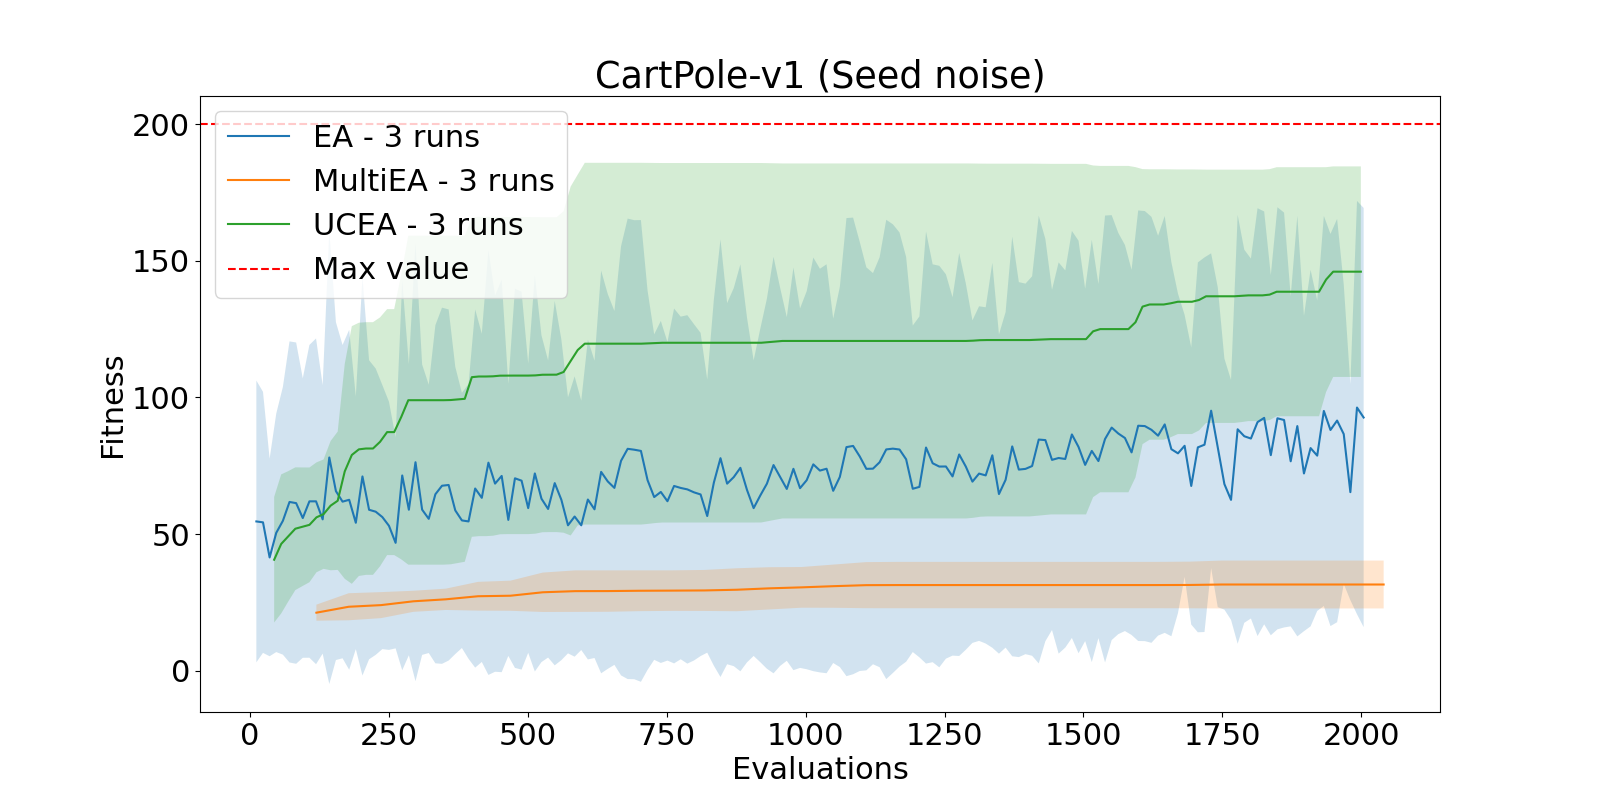 CartPole-v1 (Seed noise)
EA - 3 runs
MultiEA - 3 runs
UCEA - 3 runs
Max value
200
150
100
50
0
Fitness
0 250 500 750 1000 1250 1500 1750 2000
Evaluations